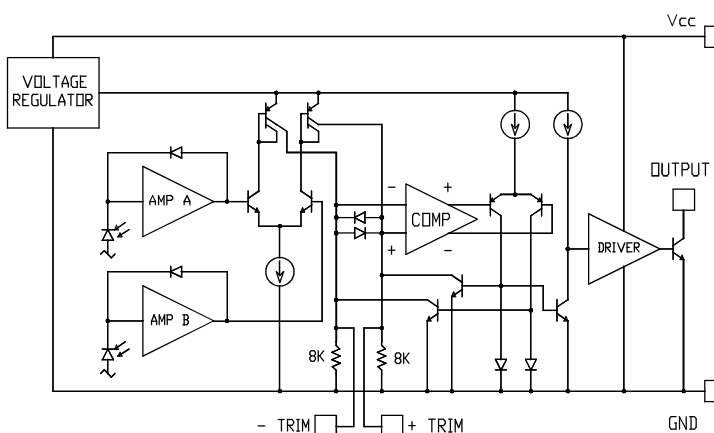 Vcc
VOLTAGE
REGULATOR
OUTPUT
AMP A
- +
COMP
+ -
DRIVER
AMP B
8K
8K
- TRIM
+ TRIM
GND